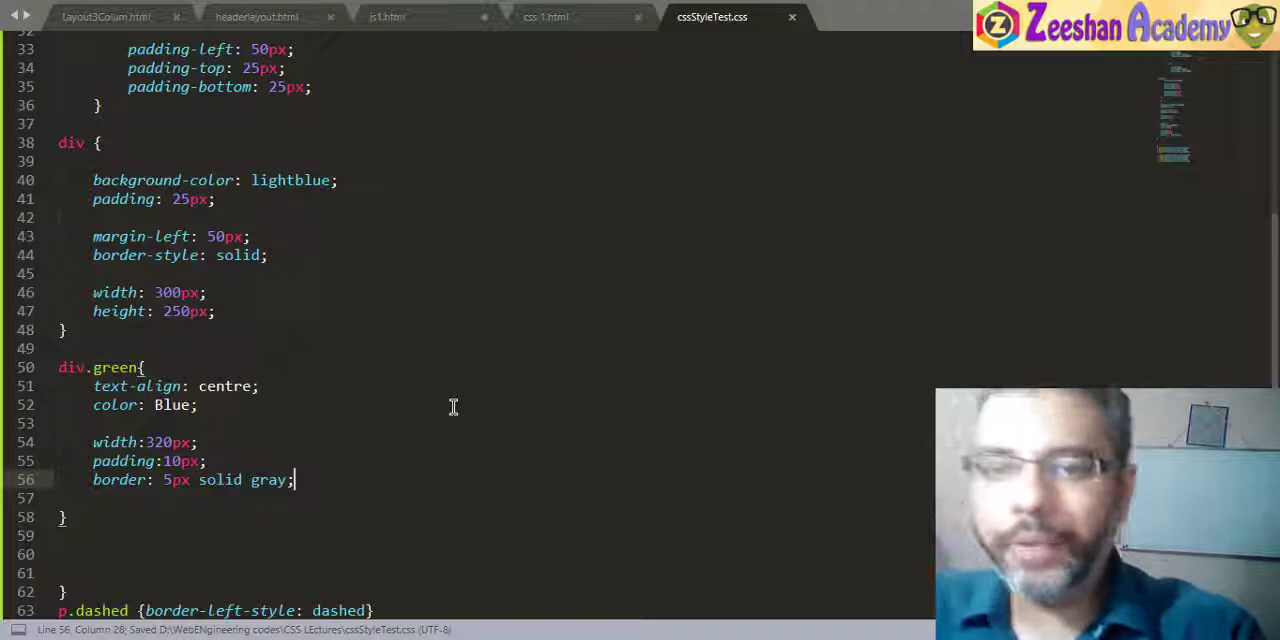 Layout3Colum.html headerlayout.html js1.html css 1.html cssStyleTest.css
Zeeshan Academy
33 padding-left: 50px;
34 padding-top: 25px;
35 padding-bottom: 25px;
36 }
37
38 div {
39
40 background-color: lightblue;
41 padding: 25px;
42
43 margin-left: 50px;
44 border-style: solid;
45
46 width: 300px;
47 height: 250px;
48 }
49
50 div.green{
51 text-align: centre;
52 color: Blue;
53
54 width:320px;
55 padding:10px;
56 border: 5px solid gray;
57
58 }
59
60
61
62 }
63 p.dashed {border-left-style: dashed}
Line 56, Column 28; Saved D:\WebENgineering codes\CSS LEctures\cssStyleTest.css (UTF-8)